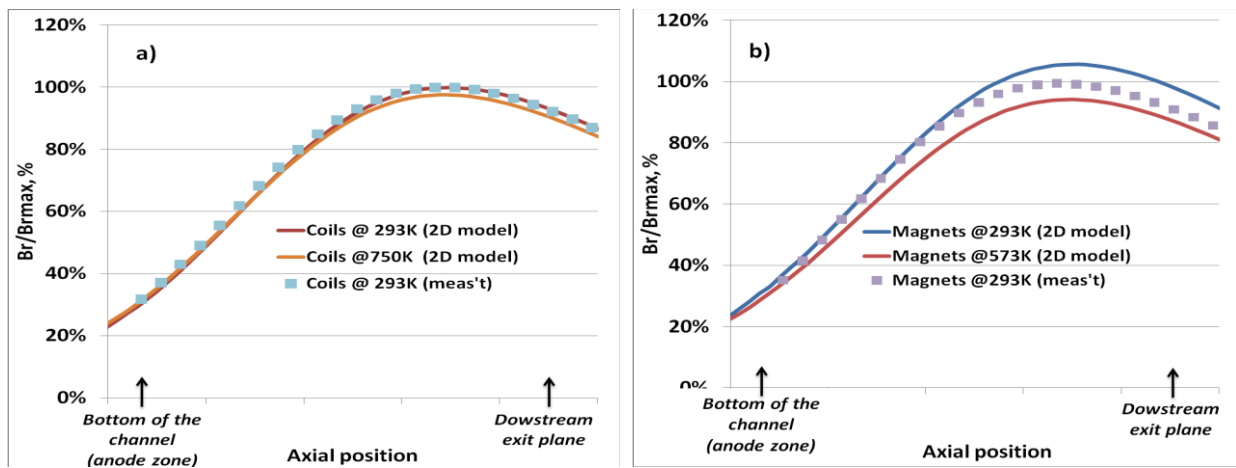 120%
a)
100%
80%
60%
40%
20%
0%
Br/Brmax, %
Coils @ 293K (2D model)
Coils @750K (2D model)
Coils @ 293K (meas't)
Bottom of the
channel
(anode zone)
Axial position
Dowstream
exit plane
120%
b)
100%
80%
60%
40%
20%
0%
Br/Brmax, %
Magnets @293K (2D model)
Magnets @573K (2D model)
Magnets @293K (meas't)
Bottom of the
channel
(anode zone)
Axial position
Dowstream
exit plane